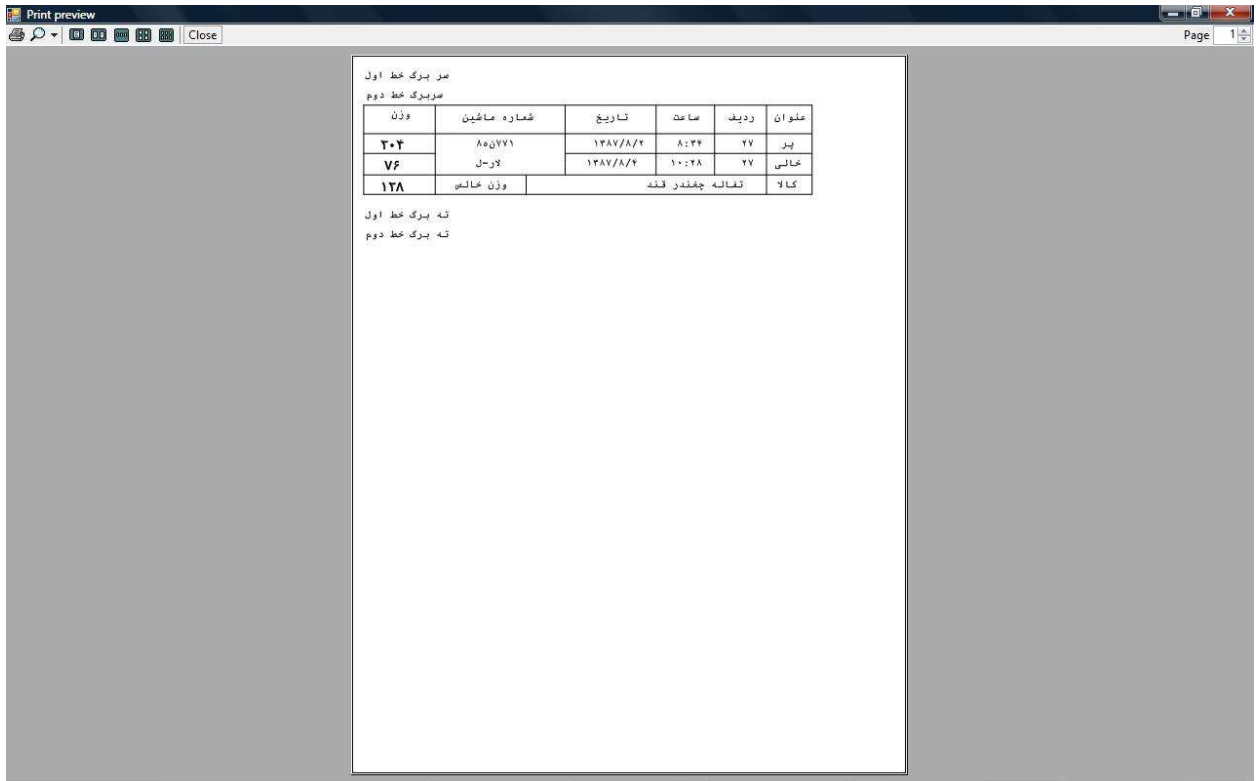 Print preview
Close Page 1
سر برگ خط اول
سربرگ خط دوم
عنوان ردیف ساعت تاریخ شماره ماشین وزن
پر ۲۷ ۸:۳۴ ۱۳۸۷/۸/۲ ۷۷۱ن۸۵ ۲۰۴
خالی ۲۷ ۱۰:۲۸ ۱۳۸۷/۸/۴ لار-ل ۷۶
کالا تفاله چغندر قند وزن خالص ۱۳۸
ته برگ خط اول
ته برگ خط دوم